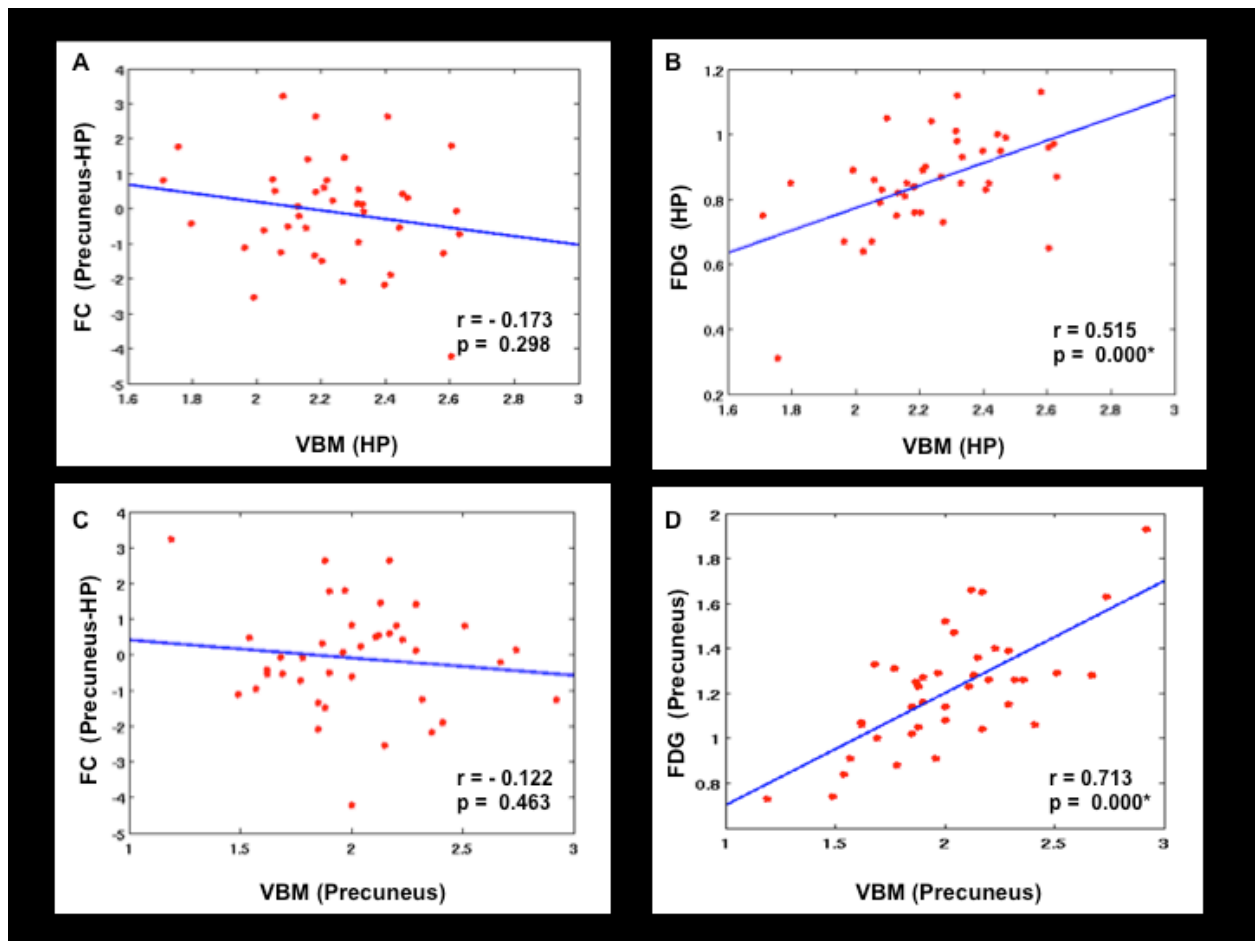 A
4
3
2
1
0
-1
-2
-3
-4
-5
FC (Precuneus-HP)
r = - 0.173
p = 0.298
1.6 1.8 2 2.2 2.4 2.6 2.8 3
VBM (HP)
B
1.2
1
0.8
0.6
0.4
0.2
FDG (HP)
r = 0.515
p = 0.000*
1.6 1.8 2 2.2 2.4 2.6 2.8 3
VBM (HP)
C
4
3
2
1
0
-1
-2
-3
-4
-5
FC (Precuneus-HP)
r = - 0.122
p = 0.463
1 1.5 2 2.5 3
VBM (Precuneus)
D
2
1.8
1.6
1.4
1.2
1
0.8
FDG (Precuneus)
r = 0.713
p = 0.000*
1 1.5 2 2.5 3
VBM (Precuneus)